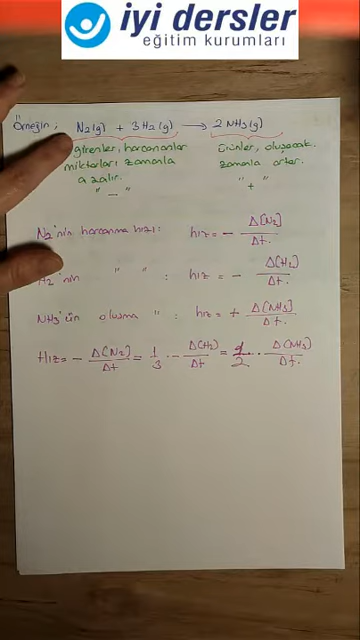 iyi dersler
eğitim kurumları
Örneğin; N₂(g) + 3H₂(g) → 2NH₃(g)
girenler, harcananlar
miktarları zamanla
azalır.
" − "
ürünler, oluşacak.
zamanla artar.
" + "
N₂'nin harcanma hızı: hız = − Δ[N₂]/Δt.
H₂'nin " " : hız = − Δ[H₂]/Δt.
NH₃'ün oluşma " : hız = + Δ[NH₃]/Δt.
Hız = − Δ[N₂]/Δt = 1/3 · − Δ[H₂]/Δt = 1/2 · Δ[NH₃]/Δt.